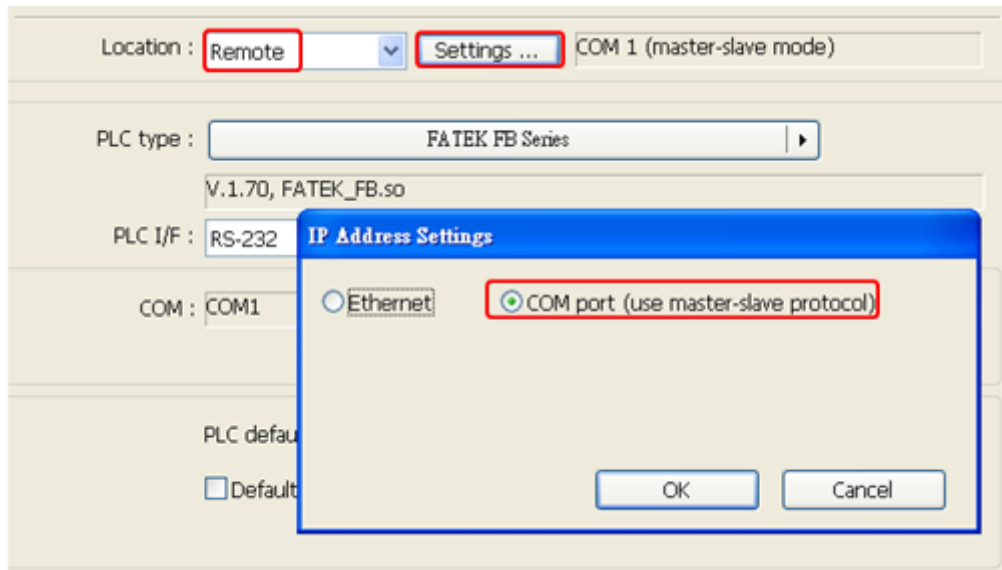 Location : Remote Settings ... COM 1 (master-slave mode)
PLC type : FATEK FB Series
V.1.70, FATEK_FB.so
PLC I/F : RS-232
IP Address Settings
COM : COM1
Ethernet COM port (use master-slave protocol)
PLC defau
Default
OK Cancel